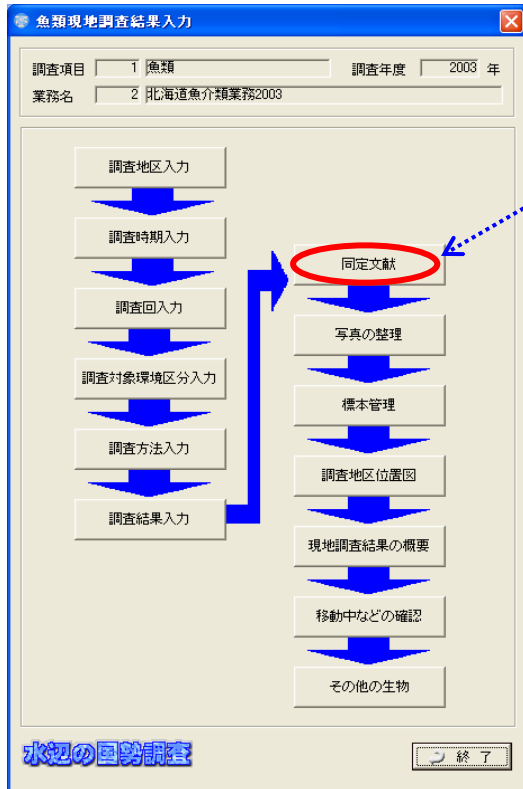 魚類現地調査結果入力
調査項目 1 魚類 調査年度 2003 年
業務名 2 北海道魚介類業務2003
調査地区入力
調査時期入力
調査回入力
調査対象環境区分入力
調査方法入力
調査結果入力
同定文献
写真の整理
標本管理
調査地区位置図
現地調査結果の概要
移動中などの確認
その他の生物
水辺の国勢調査
終 了